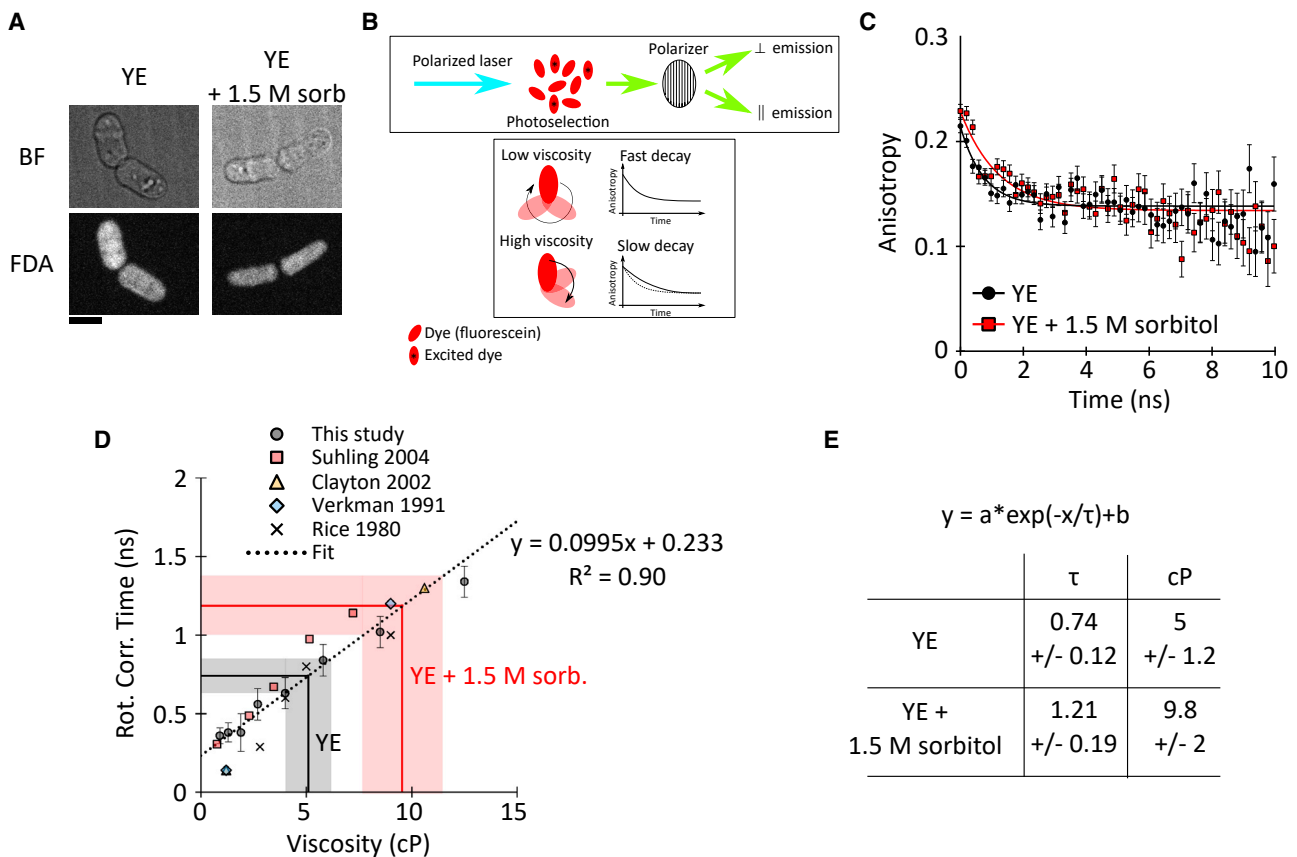 A
YE
YE
+ 1.5 M sorb
BF
FDA
B
Polarized laser
Photoselection
Polarizer
⊥ emission
|| emission
Low viscosity
Fast decay
Anisotropy
Time
High viscosity
Slow decay
Anisotropy
Time
Dye (fluorescein)
Excited dye
C
0.3
0.2
0.1
0
Anisotropy
0 2 4 6 8 10
Time (ns)
YE
YE + 1.5 M sorbitol
D
This study
Suhling 2004
Clayton 2002
Verkman 1991
Rice 1980
Fit
2
1.5
1
0.5
0
Rot. Corr. Time (ns)
y = 0.0995x + 0.233
R² = 0.90
YE + 1.5 M sorb.
YE
0 5 10 15
Viscosity (cP)
E
y = a*exp(-x/τ)+b
τ cP
YE
0.74 5
+/- 0.12 +/- 1.2
YE +
1.5 M sorbitol
1.21 9.8
+/- 0.19 +/- 2